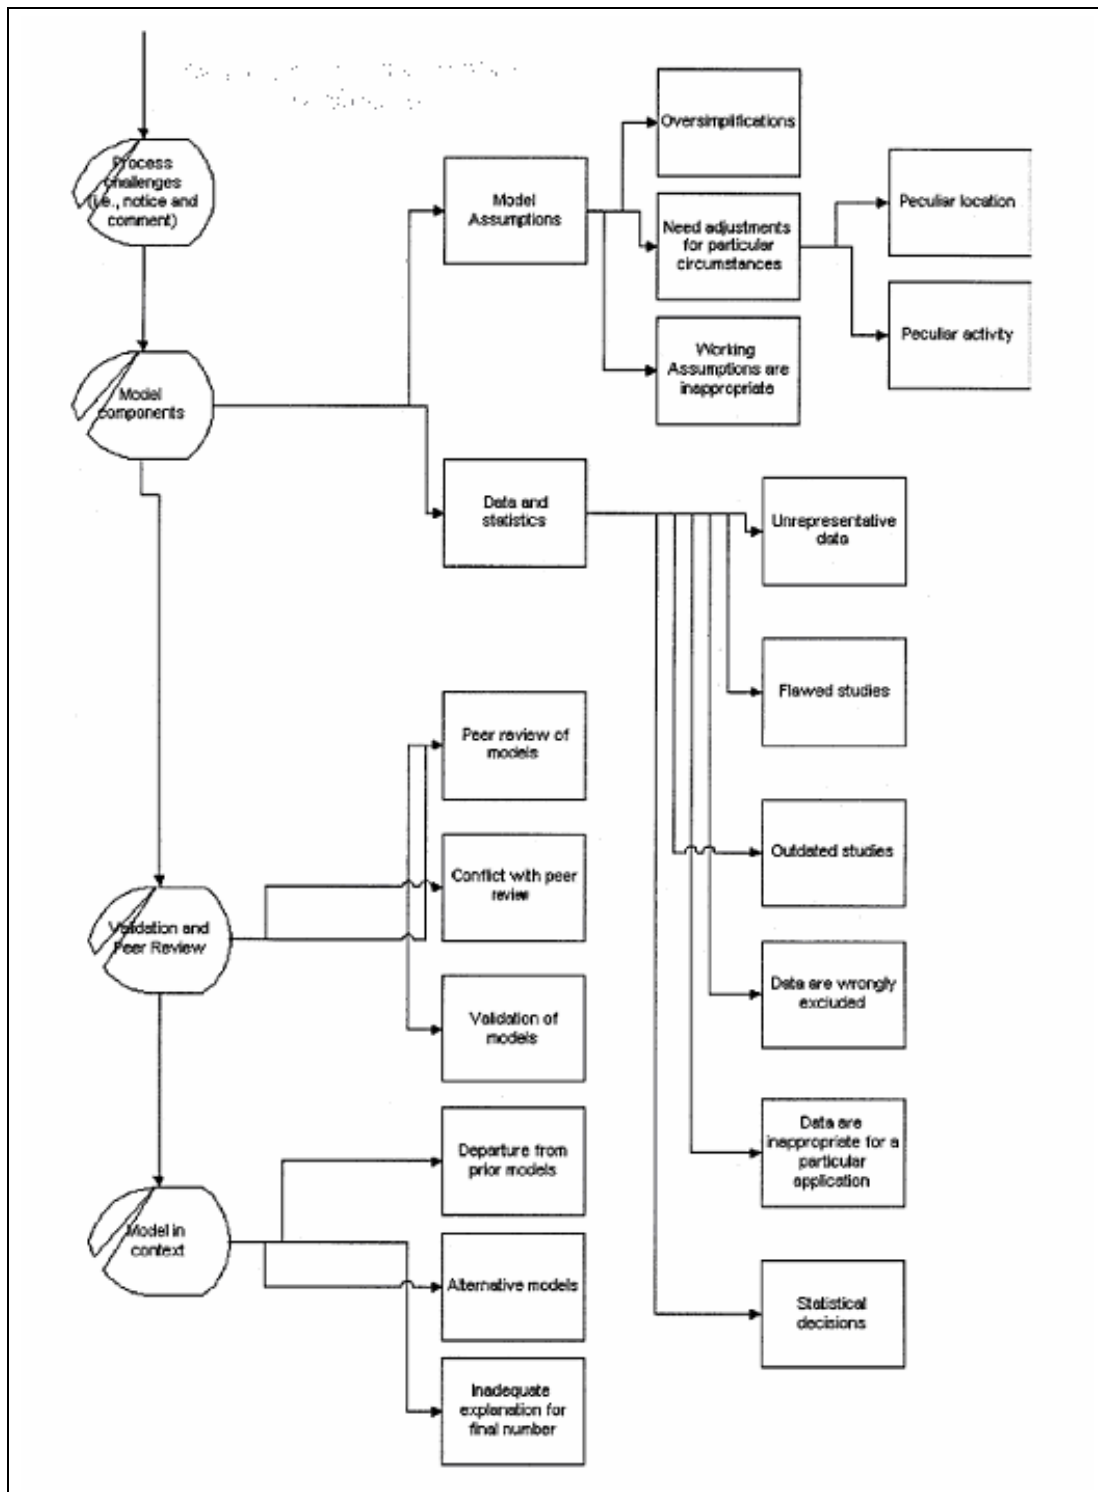 Process
challenges
(i.e., notice and
comment)
Model
components
Validation and
Peer Review
Model in
context
Model
Assumptions
Oversimplifications
Need adjustments
for particular
circumstances
Working
Assumptions are
inappropriate
Peculiar location
Peculiar activity
Data and
statistics
Unrepresentative
data
Flawed studies
Outdated studies
Data are wrongly
excluded
Data are
inappropriate for a
particular
application
Statistical
decisions
Peer review of
models
Conflict with peer
review
Validation of
models
Departure from
prior models
Alternative models
Inadequate
explanation for
final number